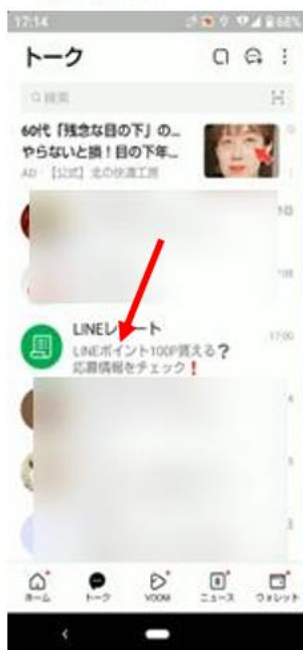 17:14
68%
トーク
検索
60代「残念な目の下」の…
やらないと損！目の下年…
AD
【公式】北の快適工房
LINEレ
ート
17:00
LINEポイント100P貰える？
応募情報をチェック！
ホーム
トーク
VOOM
ニュース
ウォレット